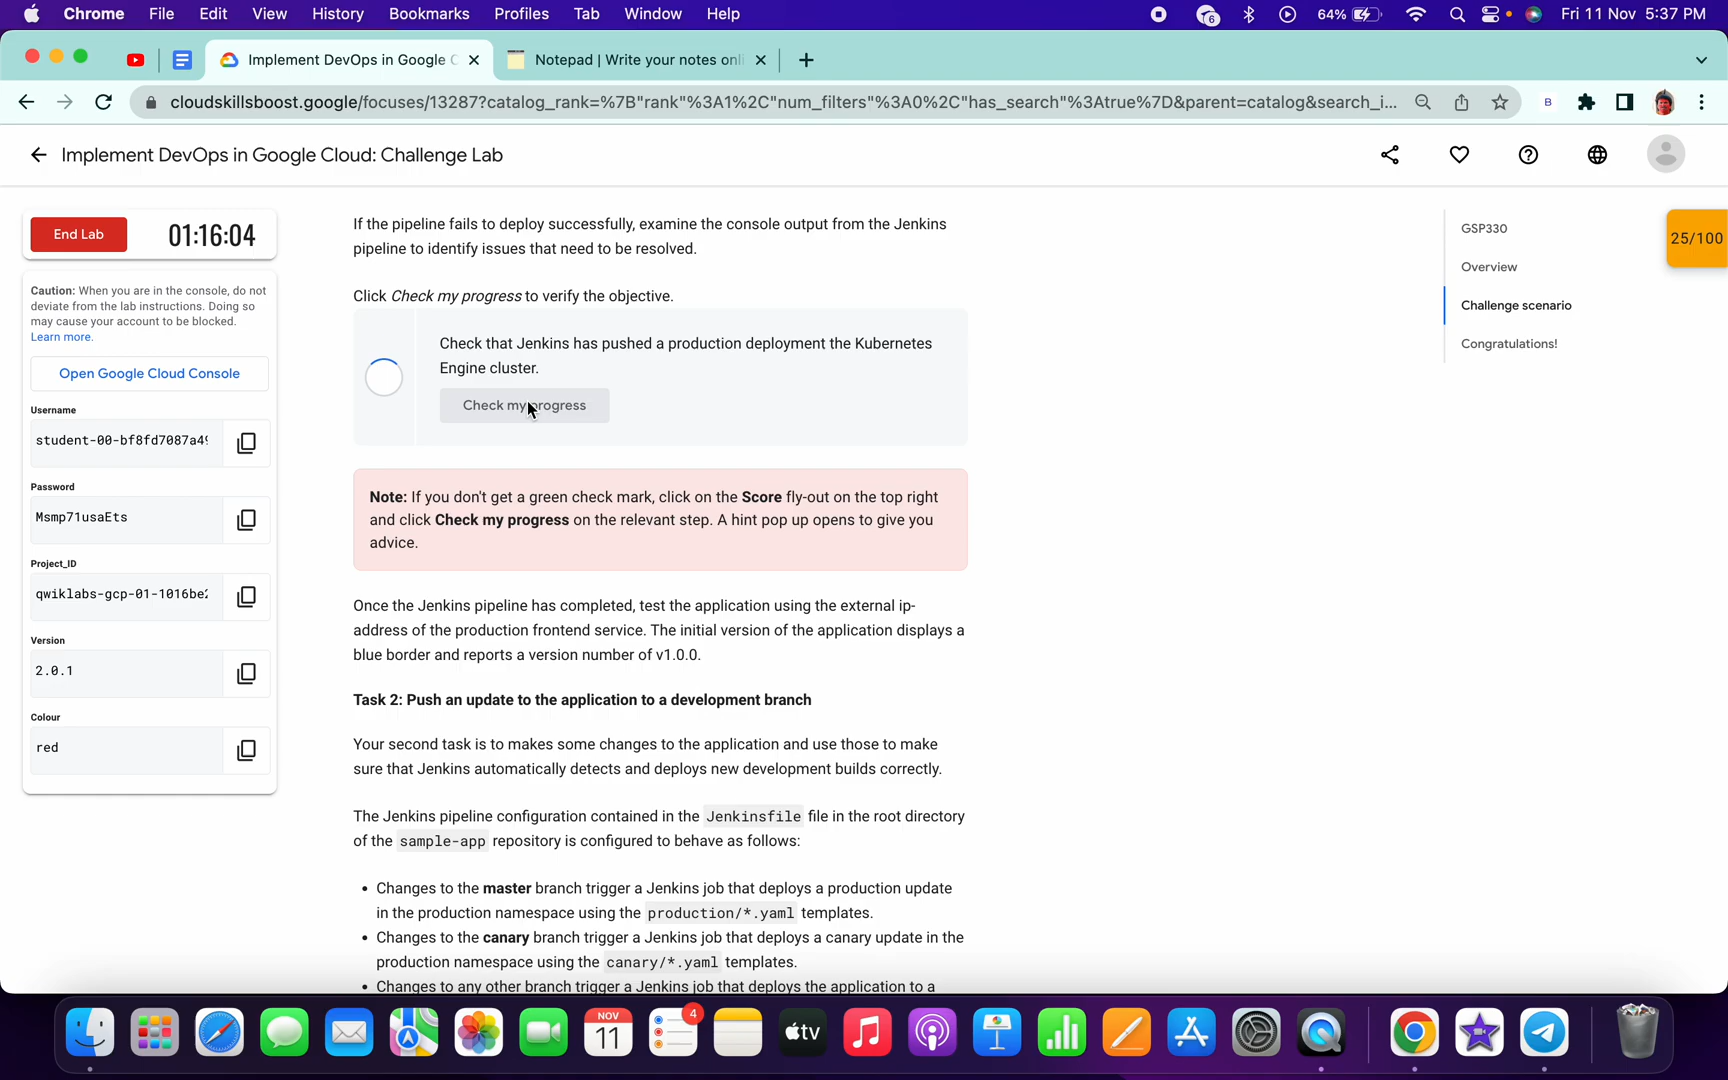 Chrome File Edit View History Bookmarks Profiles Tab Window Help 6 64% Fri 11 Nov 5:37 PM
Implement DevOps in Google C Notepad | Write your notes onli
cloudskillsboost.google/focuses/13287?catalog_rank=%7B"rank"%3A1%2C"num_filters"%3A0%2C"has_search"%3Atrue%7D&parent=catalog&search_i... B
Implement DevOps in Google Cloud: Challenge Lab
End Lab 01:16:04
Caution: When you are in the console, do not
deviate from the lab instructions. Doing so
may cause your account to be blocked.
Learn more.
Open Google Cloud Console
Username
student-00-bf8fd7087a49
Password
Msmp71usaEts
Project_ID
qwiklabs-gcp-01-1016be2
Version
2.0.1
Colour
red
If the pipeline fails to deploy successfully, examine the console output from the Jenkins
pipeline to identify issues that need to be resolved.
Click Check my progress to verify the objective.
Check that Jenkins has pushed a production deployment the Kubernetes
Engine cluster.
Check my progress
Note: If you don't get a green check mark, click on the Score fly-out on the top right
and click Check my progress on the relevant step. A hint pop up opens to give you
advice.
Once the Jenkins pipeline has completed, test the application using the external ip-
address of the production frontend service. The initial version of the application displays a
blue border and reports a version number of v1.0.0.
Task 2: Push an update to the application to a development branch
Your second task is to makes some changes to the application and use those to make
sure that Jenkins automatically detects and deploys new development builds correctly.
The Jenkins pipeline configuration contained in the Jenkinsfile file in the root directory
of the sample-app repository is configured to behave as follows:
• Changes to the master branch trigger a Jenkins job that deploys a production update
in the production namespace using the production/*.yaml templates.
• Changes to the canary branch trigger a Jenkins job that deploys a canary update in the
production namespace using the canary/*.yaml templates.
• Changes to any other branch trigger a Jenkins job that deploys the application to a
GSP330
Overview
Challenge scenario
Congratulations!
25/100
NOV
11
4
tv